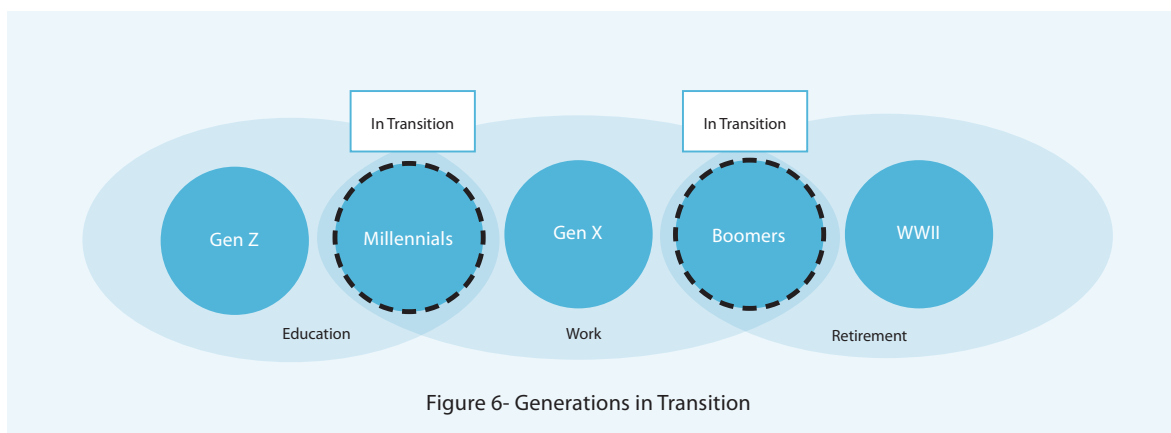 In Transition
In Transition
Gen Z
Millennials
Gen X
Boomers
WWII
Education
Work
Retirement
Figure 6- Generations in Transition